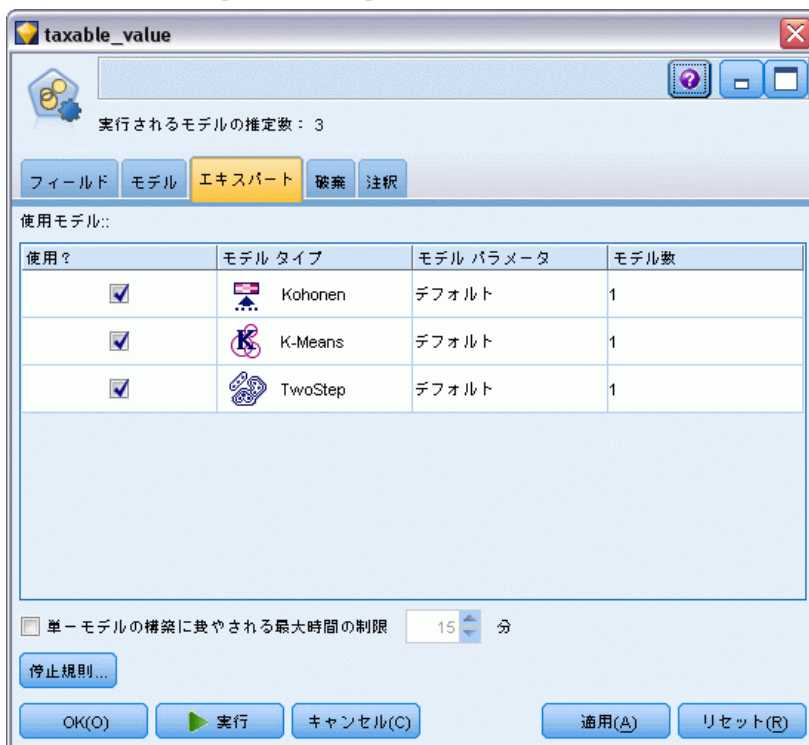 taxable_value
実行されるモデルの推定数: 3
フィールド モデル エキスパート 破棄 注釈
使用モデル::
使用? モデル タイプ モデル パラメータ モデル数
Kohonen デフォルト 1
K-Means デフォルト 1
TwoStep デフォルト 1
単一モデルの構築に費やされる最大時間の制限 15 分
停止規則...
OK(O) 実行 キャンセル(C) 適用(A) リセット(R)